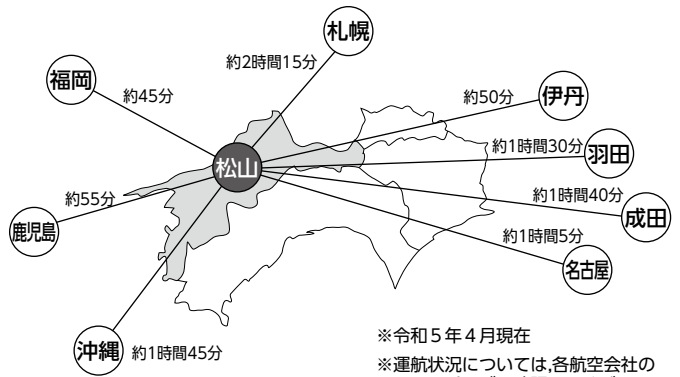 札幌
約2時間15分
福岡
約45分
約50分
伊丹
約1時間30分
羽田
松山
約55分
約1時間40分
成田
鹿児島
約1時間5分
名古屋
沖縄
約1時間45分
※令和5年4月現在
※運航状況については,各航空会社の